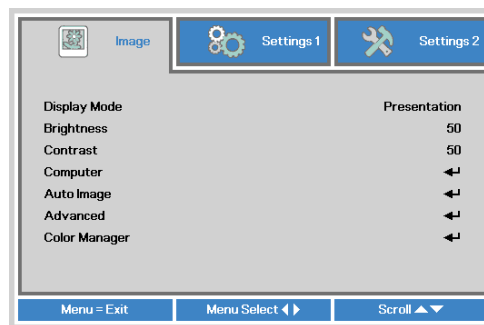 Image
Settings 1
Settings 2
Display Mode Presentation
Brightness 50
Contrast 50
Computer
Auto Image
Advanced
Color Manager
Menu = Exit
Menu Select
Scroll